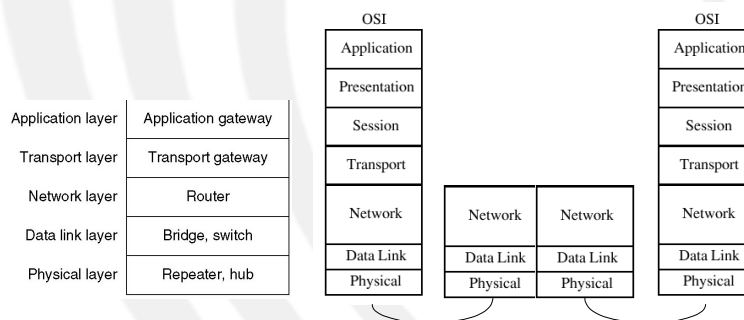 Application layer Application gateway
Transport layer Transport gateway
Network layer Router
Data link layer Bridge, switch
Physical layer Repeater, hub
OSI
Application
Presentation
Session
Transport
Network
Data Link
Physical
Network Network
Data Link Data Link
Physical Physical
OSI
Application
Presentation
Session
Transport
Network
Data Link
Physical